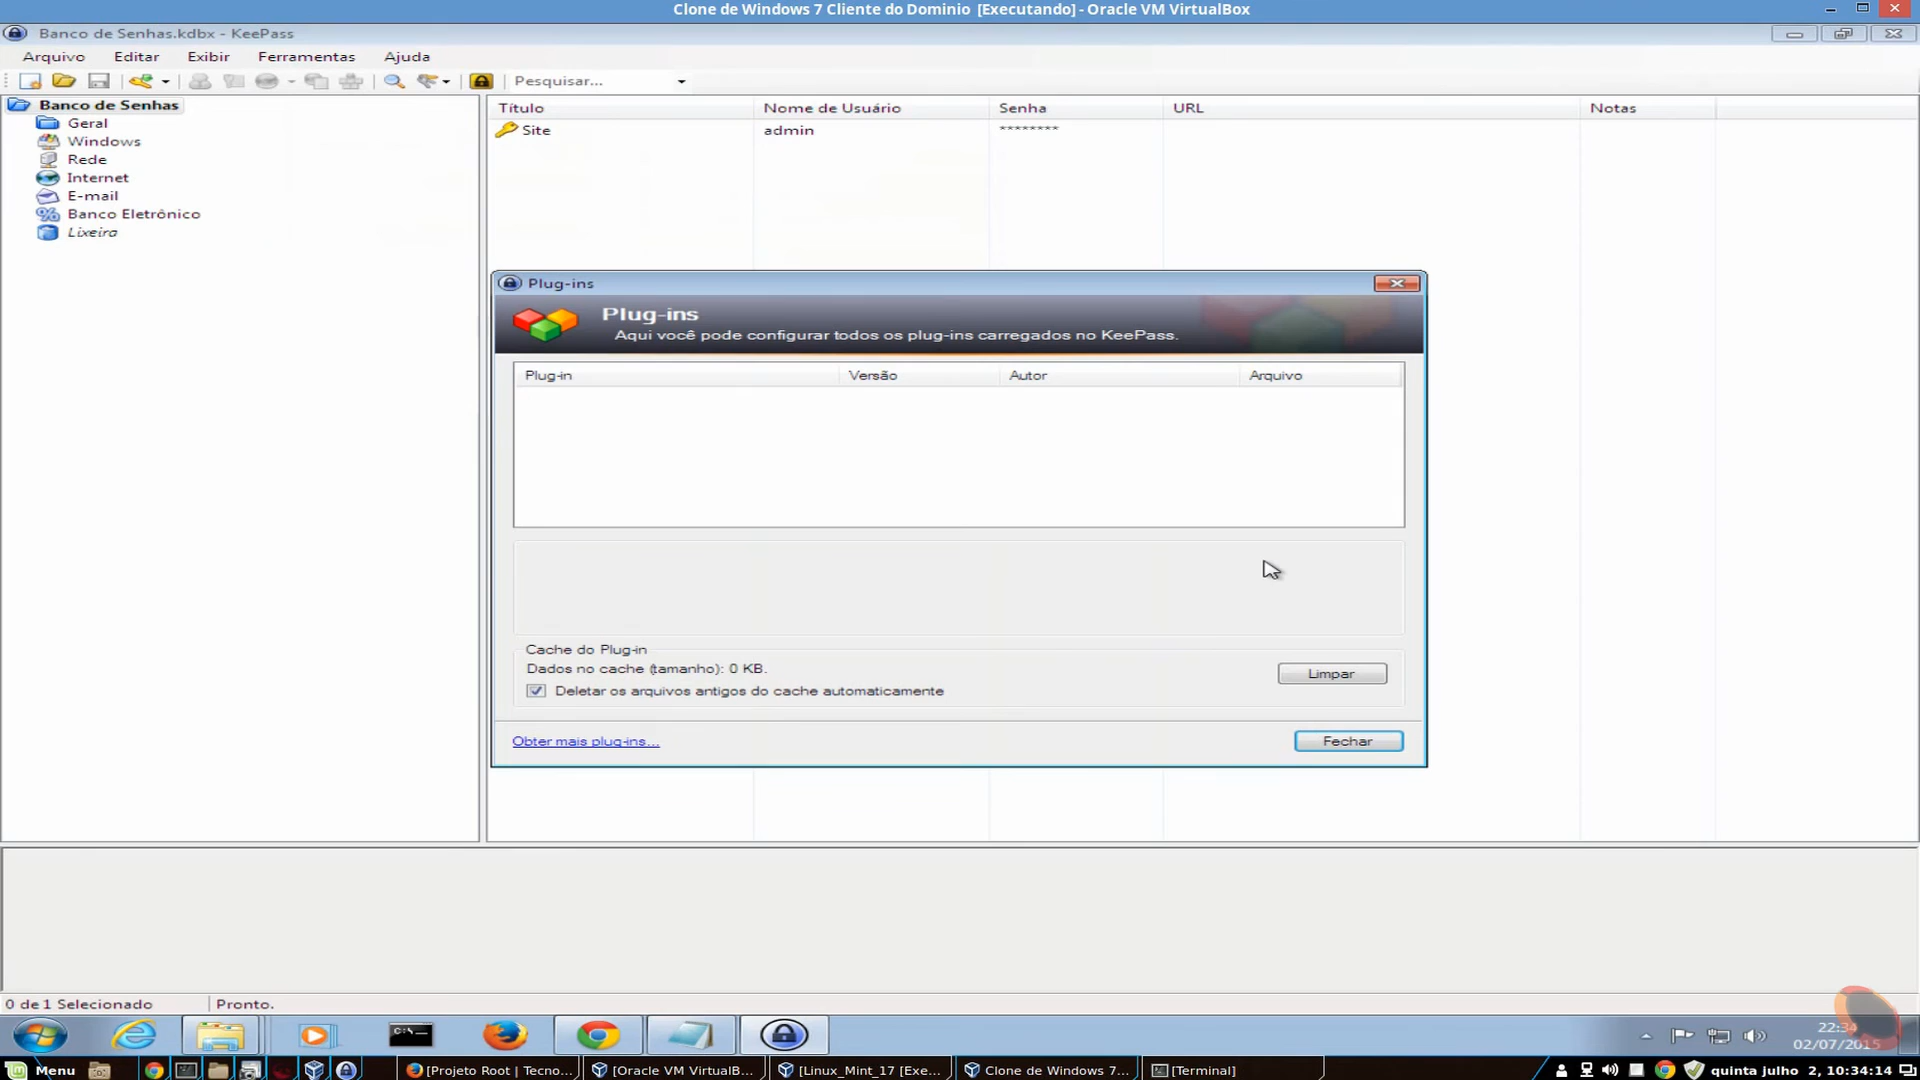 Clone de Windows 7 Cliente do Dominio [Executando] - Oracle VM VirtualBox
Banco de Senhas.kdbx - KeePass
Arquivo Editar Exibir Ferramentas Ajuda
Pesquisar...
Banco de Senhas
Geral
Windows
Rede
Internet
E-mail
Banco Eletrônico
Lixeira
Título Nome de Usuário Senha URL Notas
Site admin ********
Plug-ins
Plug-ins
Aqui você pode configurar todos os plug-ins carregados no KeePass.
Plug-in Versão Autor Arquivo
Cache do Plug-in
Dados no cache (tamanho): 0 KB.
Limpar
Deletar os arquivos antigos do cache automaticamente
Obter mais plug-ins...
Fechar
0 de 1 Selecionado Pronto.
22:34
02/07/2015
Menu [Projeto Root | Tecno... [Oracle VM VirtualB... [Linux_Mint_17 [Exe... Clone de Windows 7... [Terminal] quinta julho 2, 10:34:14